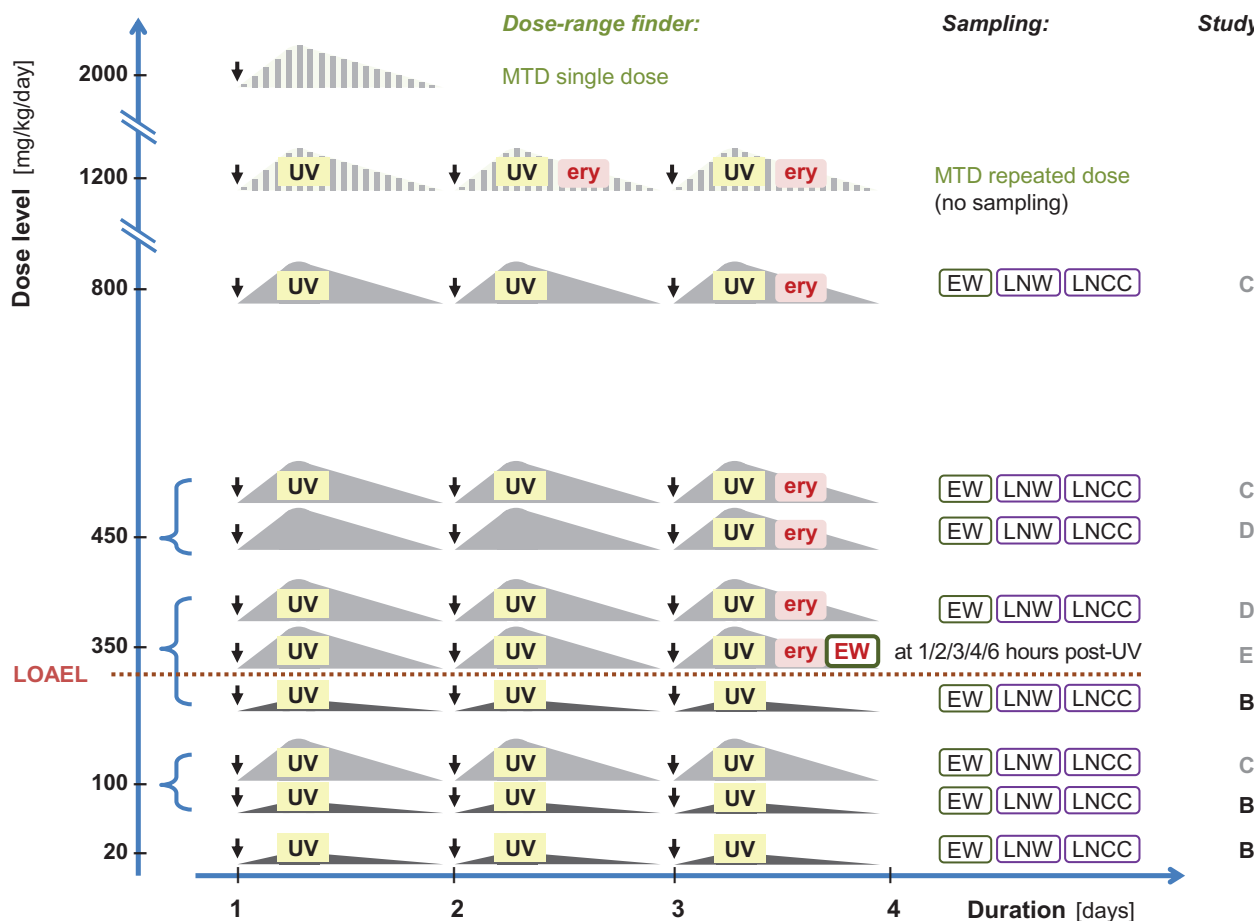 Dose-range finder: Sampling: Study
Dose level [mg/kg/day]
2000 MTD single dose
1200 UV UV ery UV ery MTD repeated dose
(no sampling)
800 UV UV UV ery EW LNW LNCC C
UV UV UV ery EW LNW LNCC C
450 UV ery EW LNW LNCC D
UV UV UV ery EW LNW LNCC D
350 UV UV UV ery EW at 1/2/3/4/6 hours post-UV E
LOAEL
UV UV UV EW LNW LNCC B
UV UV UV EW LNW LNCC C
100 UV UV UV EW LNW LNCC B
20 UV UV UV EW LNW LNCC B
1 2 3 4 Duration [days]